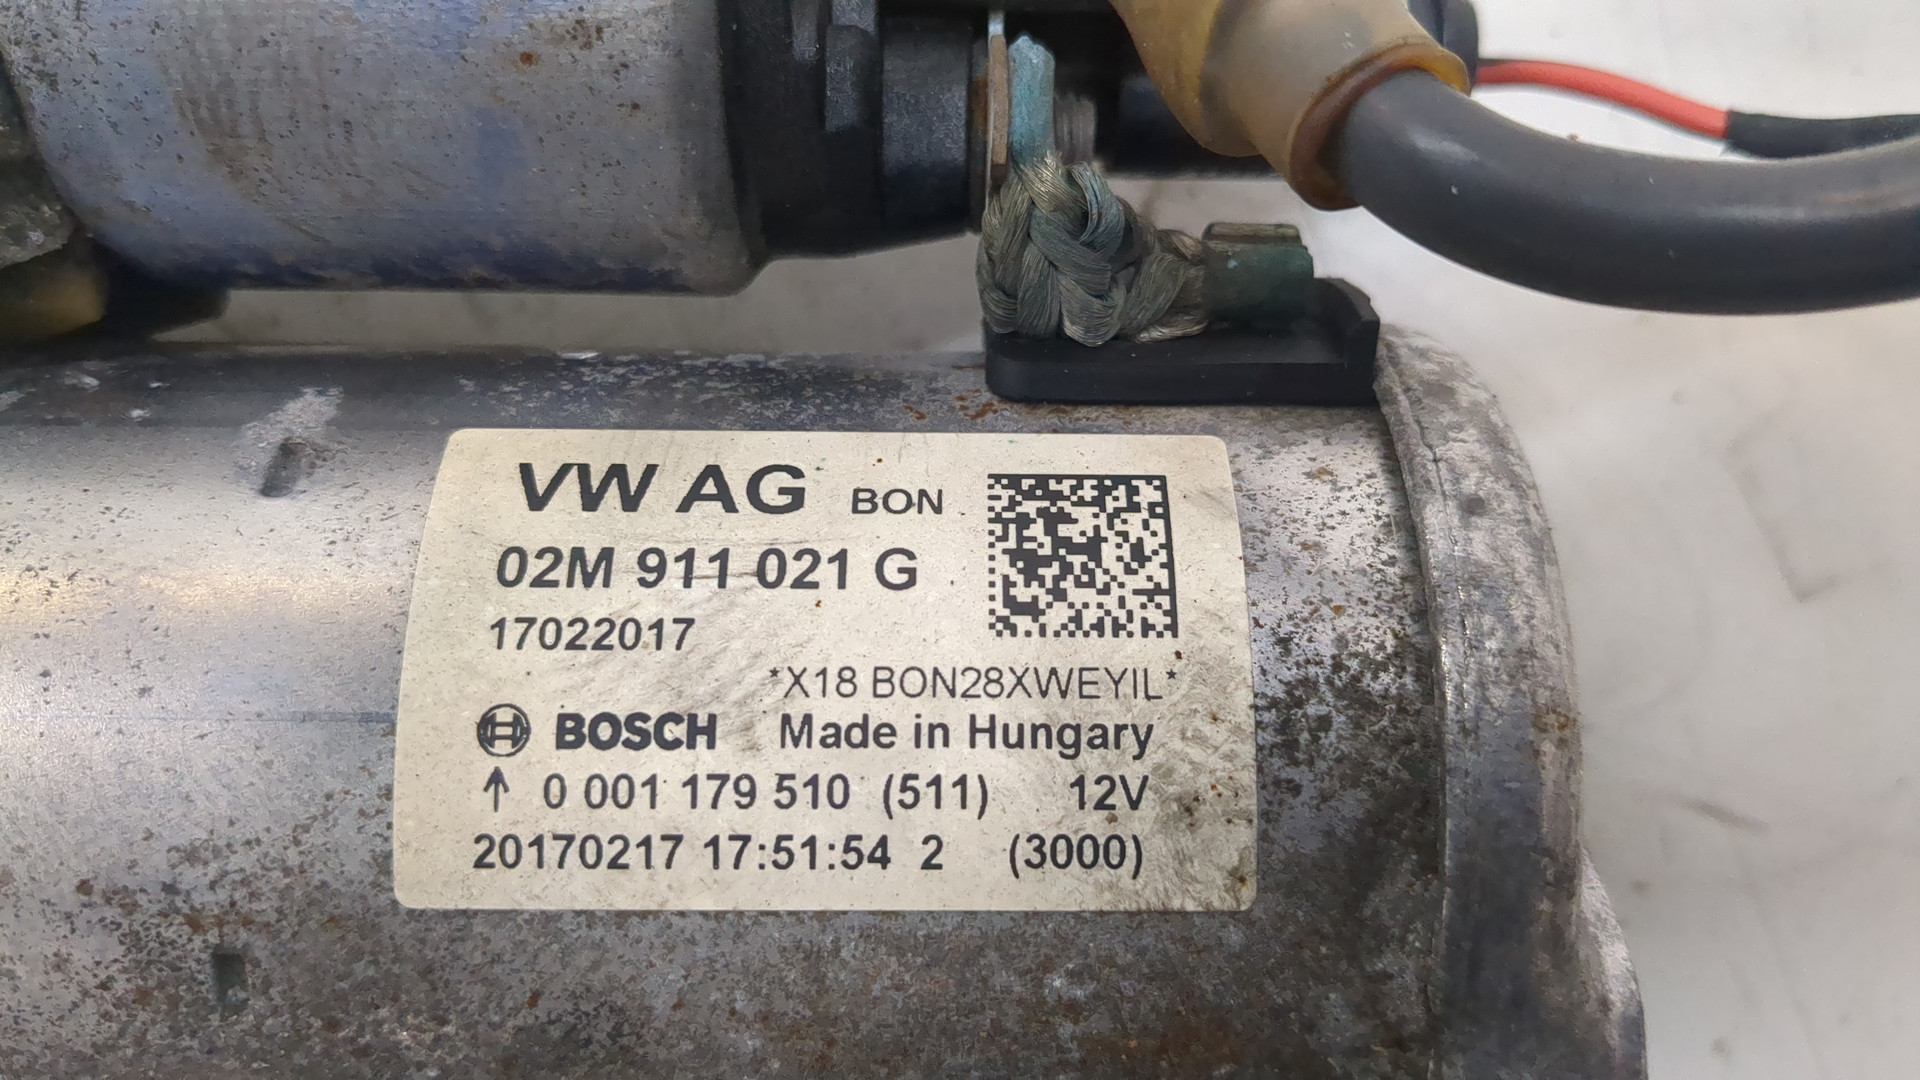 VW AG BON
02M 911 021 G
17022017
*X18 BON28XWEYIL*
BOSCH Made in Hungary
↑ 0 001 179 510 (511) 12V
20170217 17:51:54 2 (3000)